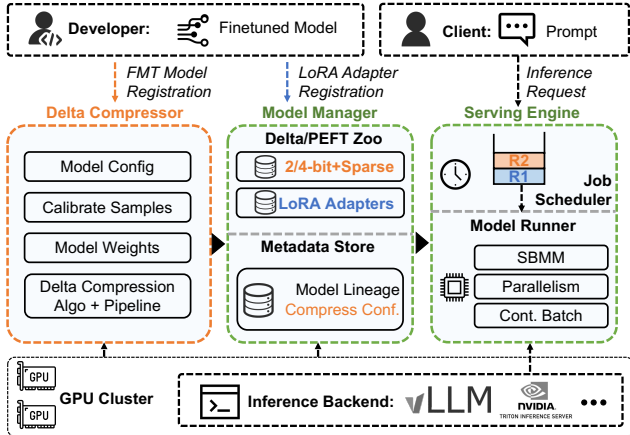 Developer:
Finetuned Model
Client:
Prompt
FMT Model
Registration
LoRA Adapter
Registration
Inference
Request
Delta Compressor
Model Manager
Serving Engine
Model Config
Calibrate Samples
Model Weights
Delta Compression
Algo + Pipeline
Delta/PEFT Zoo
2/4-bit+Sparse
LoRA Adapters
Metadata Store
Model Lineage
Compress Conf.
R2
R1
Job
Scheduler
Model Runner
SBMM
Parallelism
Cont. Batch
GPU
GPU
GPU Cluster
Inference Backend:
vLLM
NVIDIA.
TRITON INFERENCE SERVER